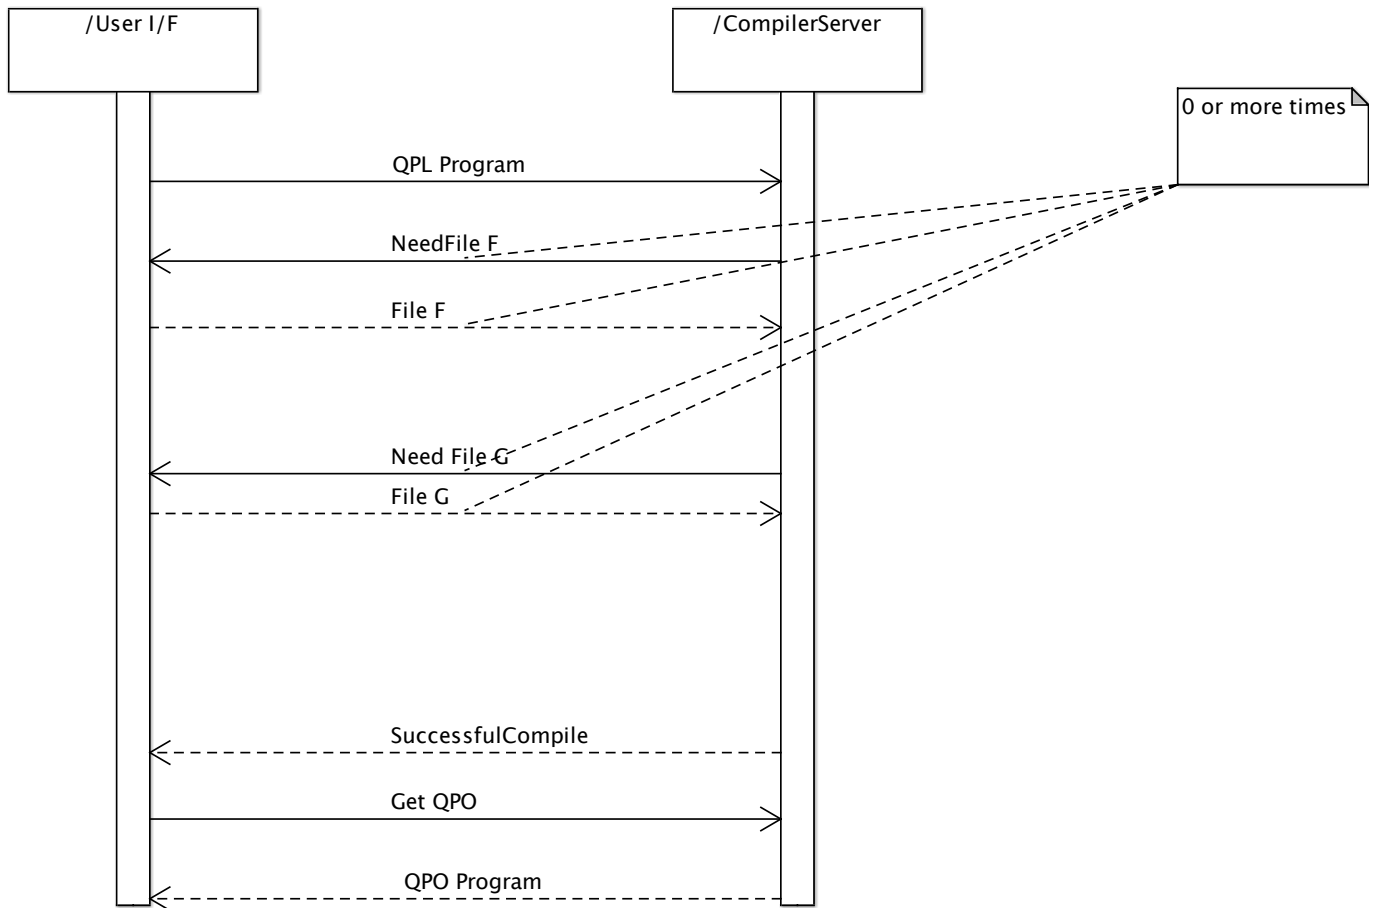 /User I/F
/CompilerServer
0 or more times
QPL Program
NeedFile F
File F
Need File G
File G
SuccessfulCompile
Get QPO
QPO Program